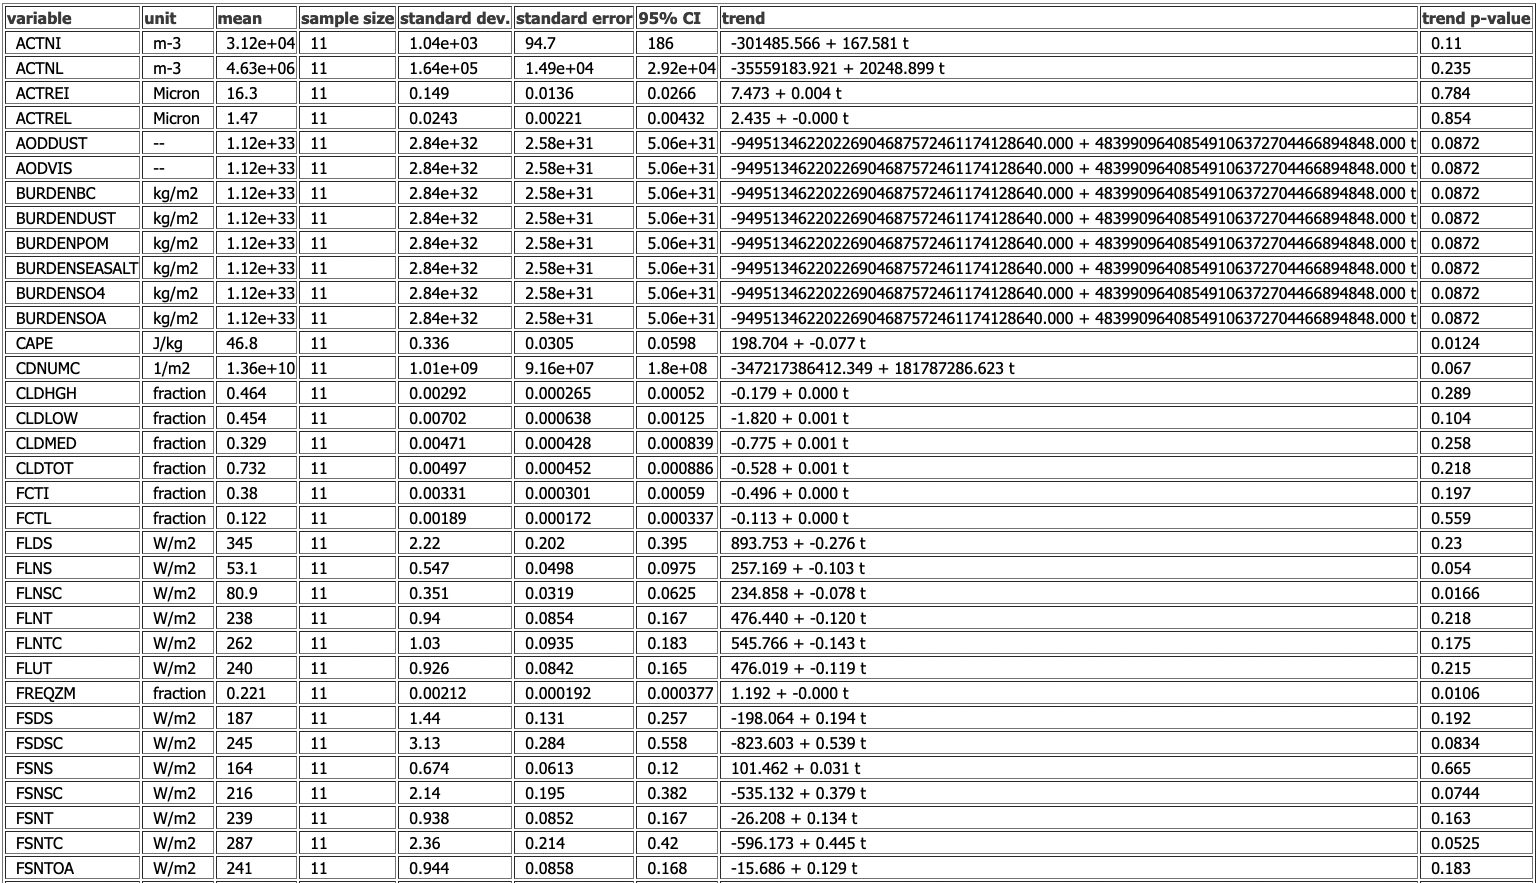 variable unit mean sample size standard dev. standard error 95% CI trend trend p-value
ACTNI m-3 3.12e+04 11 1.04e+03 94.7 186 -301485.566 + 167.581 t 0.11
ACTNL m-3 4.63e+06 11 1.64e+05 1.49e+04 2.92e+04 -35559183.921 + 20248.899 t 0.235
ACTREI Micron 16.3 11 0.149 0.0136 0.0266 7.473 + 0.004 t 0.784
ACTREL Micron 1.47 11 0.0243 0.00221 0.00432 2.435 + -0.000 t 0.854
AODDUST -- 1.12e+33 11 2.84e+32 2.58e+31 5.06e+31 -94951346220226904687572461174128640.000 + 48399096408549106372704466894848.000 t 0.0872
AODVIS -- 1.12e+33 11 2.84e+32 2.58e+31 5.06e+31 -94951346220226904687572461174128640.000 + 48399096408549106372704466894848.000 t 0.0872
BURDENBC kg/m2 1.12e+33 11 2.84e+32 2.58e+31 5.06e+31 -94951346220226904687572461174128640.000 + 48399096408549106372704466894848.000 t 0.0872
BURDENDUST kg/m2 1.12e+33 11 2.84e+32 2.58e+31 5.06e+31 -94951346220226904687572461174128640.000 + 48399096408549106372704466894848.000 t 0.0872
BURDENPOM kg/m2 1.12e+33 11 2.84e+32 2.58e+31 5.06e+31 -94951346220226904687572461174128640.000 + 48399096408549106372704466894848.000 t 0.0872
BURDENSEASALT kg/m2 1.12e+33 11 2.84e+32 2.58e+31 5.06e+31 -94951346220226904687572461174128640.000 + 48399096408549106372704466894848.000 t 0.0872
BURDENSO4 kg/m2 1.12e+33 11 2.84e+32 2.58e+31 5.06e+31 -94951346220226904687572461174128640.000 + 48399096408549106372704466894848.000 t 0.0872
BURDENSOA kg/m2 1.12e+33 11 2.84e+32 2.58e+31 5.06e+31 -94951346220226904687572461174128640.000 + 48399096408549106372704466894848.000 t 0.0872
CAPE J/kg 46.8 11 0.336 0.0305 0.0598 198.704 + -0.077 t 0.0124
CDNUMC 1/m2 1.36e+10 11 1.01e+09 9.16e+07 1.8e+08 -347217386412.349 + 181787286.623 t 0.067
CLDHGH fraction 0.464 11 0.00292 0.000265 0.00052 -0.179 + 0.000 t 0.289
CLDLOW fraction 0.454 11 0.00702 0.000638 0.00125 -1.820 + 0.001 t 0.104
CLDMED fraction 0.329 11 0.00471 0.000428 0.000839 -0.775 + 0.001 t 0.258
CLDTOT fraction 0.732 11 0.00497 0.000452 0.000886 -0.528 + 0.001 t 0.218
FCTI fraction 0.38 11 0.00331 0.000301 0.00059 -0.496 + 0.000 t 0.197
FCTL fraction 0.122 11 0.00189 0.000172 0.000337 -0.113 + 0.000 t 0.559
FLDS W/m2 345 11 2.22 0.202 0.395 893.753 + -0.276 t 0.23
FLNS W/m2 53.1 11 0.547 0.0498 0.0975 257.169 + -0.103 t 0.054
FLNSC W/m2 80.9 11 0.351 0.0319 0.0625 234.858 + -0.078 t 0.0166
FLNT W/m2 238 11 0.94 0.0854 0.167 476.440 + -0.120 t 0.218
FLNTC W/m2 262 11 1.03 0.0935 0.183 545.766 + -0.143 t 0.175
FLUT W/m2 240 11 0.926 0.0842 0.165 476.019 + -0.119 t 0.215
FREQZM fraction 0.221 11 0.00212 0.000192 0.000377 1.192 + -0.000 t 0.0106
FSDS W/m2 187 11 1.44 0.131 0.257 -198.064 + 0.194 t 0.192
FSDSC W/m2 245 11 3.13 0.284 0.558 -823.603 + 0.539 t 0.0834
FSNS W/m2 164 11 0.674 0.0613 0.12 101.462 + 0.031 t 0.665
FSNSC W/m2 216 11 2.14 0.195 0.382 -535.132 + 0.379 t 0.0744
FSNT W/m2 239 11 0.938 0.0852 0.167 -26.208 + 0.134 t 0.163
FSNTC W/m2 287 11 2.36 0.214 0.42 -596.173 + 0.445 t 0.0525
FSNTOA W/m2 241 11 0.944 0.0858 0.168 -15.686 + 0.129 t 0.183